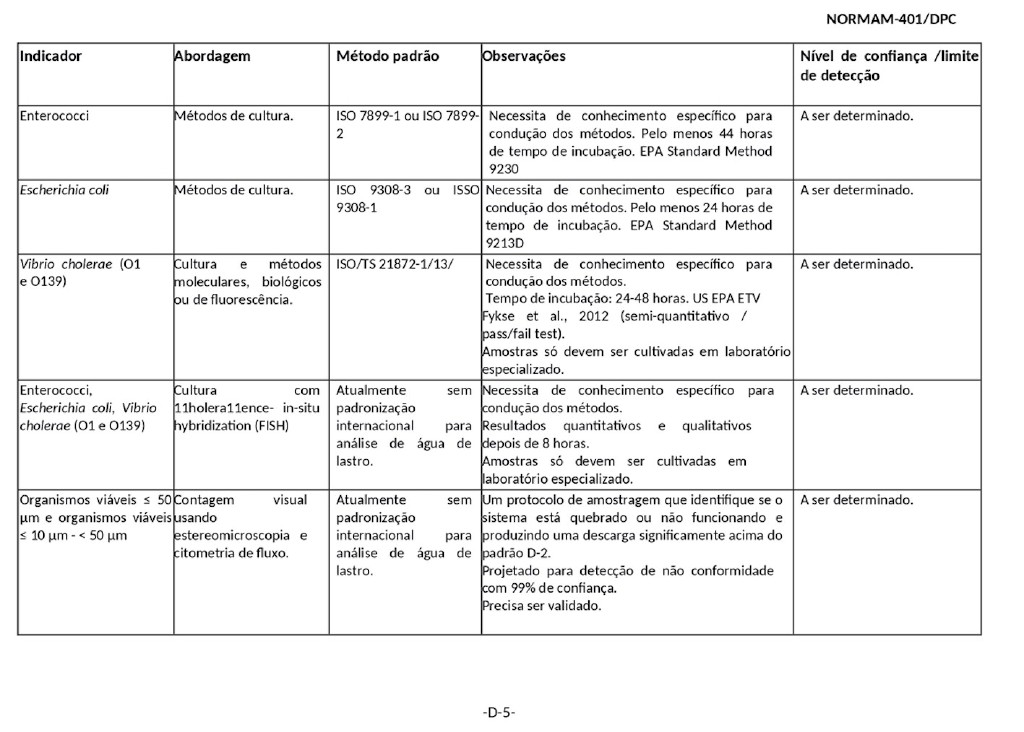 NORMAM-401/DPC
Indicador
Abordagem
Método padrão
Observações
Nível de confiança /limite
de detecção
Enterococci
Métodos de cultura.
ISO 7899-1 ou ISO 7899-
2
Necessita de conhecimento específico para
condução dos métodos. Pelo menos 44 horas
de tempo de incubação. EPA Standard Method
9230
A ser determinado.
Escherichia coli
Métodos de cultura.
ISO 9308-3 ou ISSO
9308-1
Necessita de conhecimento específico para
condução dos métodos. Pelo menos 24 horas de
tempo de incubação. EPA Standard Method
9213D
A ser determinado.
Vibrio cholerae (O1
e O139)
Cultura e métodos
moleculares, biológicos
ou de fluorescência.
ISO/TS 21872-1/13/
Necessita de conhecimento específico para
condução dos métodos.
Tempo de incubação: 24-48 horas. US EPA ETV
Fykse et al., 2012 (semi-quantitativo /
pass/fail test).
Amostras só devem ser cultivadas em laboratório
especializado.
A ser determinado.
Enterococci,
Escherichia coli, Vibrio
cholerae (O1 e O139)
Cultura com
11holera11ence- in-situ
hybridization (FISH)
Atualmente sem
padronização
internacional para
análise de água de
lastro.
Necessita de conhecimento específico para
condução dos métodos.
Resultados quantitativos e qualitativos
depois de 8 horas.
Amostras só devem ser cultivadas em
laboratório especializado.
A ser determinado.
Organismos viáveis ≤ 50
µm e organismos viáveis
≤ 10 µm - < 50 µm
Contagem visual
usando
estereomicroscopia e
citometria de fluxo.
Atualmente sem
padronização
internacional para
análise de água de
lastro.
Um protocolo de amostragem que identifique se o
sistema está quebrado ou não funcionando e
produzindo uma descarga significamente acima do
padrão D-2.
Projetado para detecção de não conformidade
com 99% de confiança.
Precisa ser validado.
A ser determinado.
-D-5-